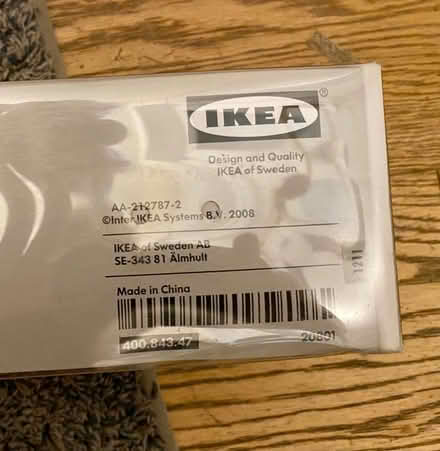 IKEA®
Design and Quality
IKEA of Sweden
AA-212787-2
©Inter IKEA Systems B.V. 2008
IKEA of Sweden AB
SE-343 81 Älmhult
1211
Made in China
400.843.47
20801